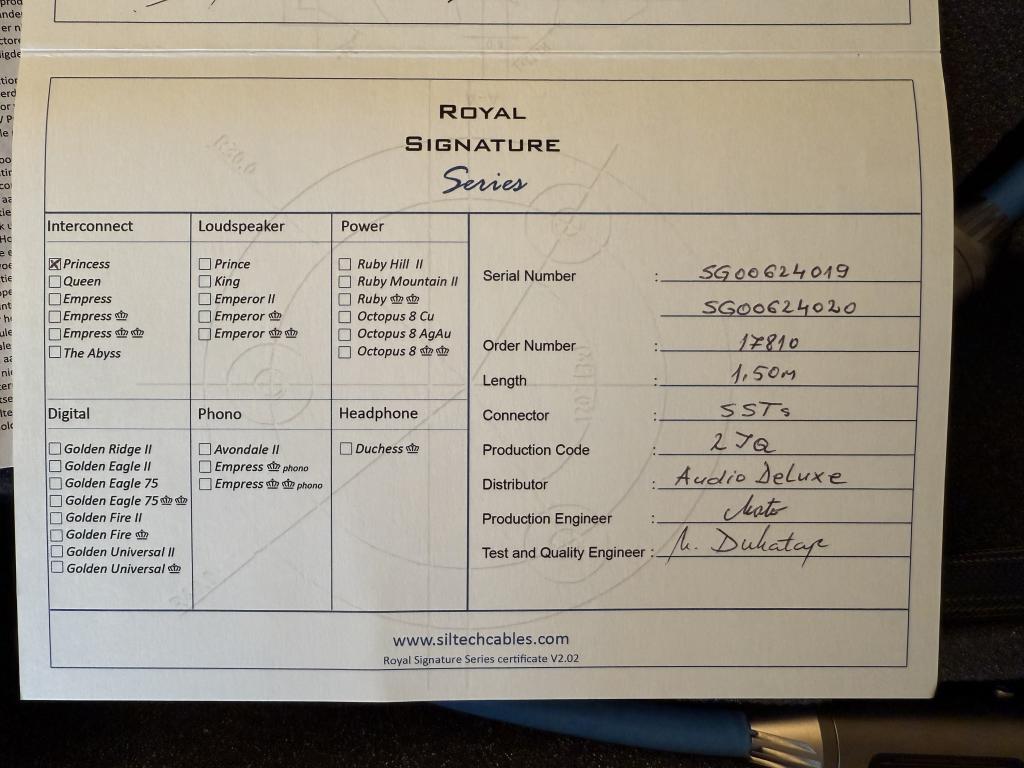 ROYAL
SIGNATURE
Series
Interconnect
☒ Princess
☐ Queen
☐ Empress
☐ Empress
☐ Empress
☐ The Abyss
Loudspeaker
☐ Prince
☐ King
☐ Emperor II
☐ Emperor
☐ Emperor
Power
☐ Ruby Hill II
☐ Ruby Mountain II
☐ Ruby
☐ Octopus 8 Cu
☐ Octopus 8 AgAu
☐ Octopus 8
Digital
☐ Golden Ridge II
☐ Golden Eagle II
☐ Golden Eagle 75
☐ Golden Eagle 75
☐ Golden Fire II
☐ Golden Fire
☐ Golden Universal II
☐ Golden Universal
Phono
☐ Avondale II
☐ Empress phono
☐ Empress phono
Headphone
☐ Duchess
Serial Number : SG00624019
SG00624020
Order Number : 17810
Length : 1,50m
Connector : SSTs
Production Code : 2 JQ
Distributor : Audio DeLuxe
Production Engineer :
Test and Quality Engineer :
www.siltechcables.com
Royal Signature Series certificate V2.02